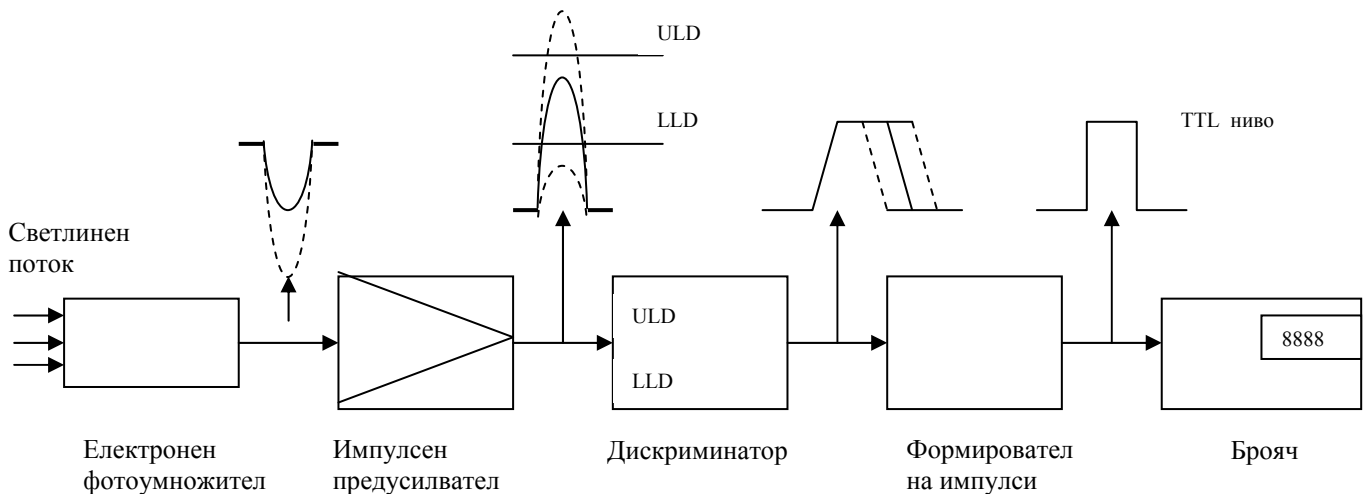 ULD
LLD
TTL ниво
Светлинен
поток
ULD
LLD
8888
Електронен
фотоумножител
Импулсен
предусилвател
Дискриминатор
Формировател
на импулси
Брояч